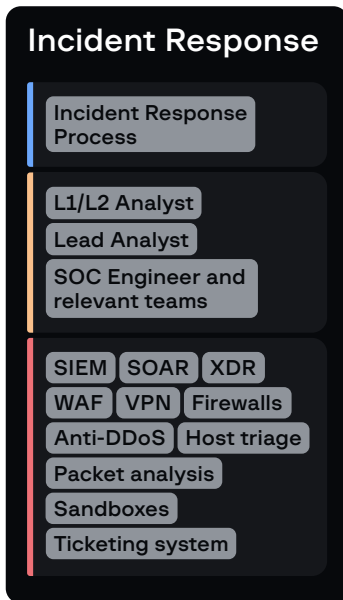 Incident Response
Incident Response
Process
L1/L2 Analyst
Lead Analyst
SOC Engineer and
relevant teams
SIEM SOAR XDR
WAF VPN Firewalls
Anti-DDoS Host triage
Packet analysis
Sandboxes
Ticketing system